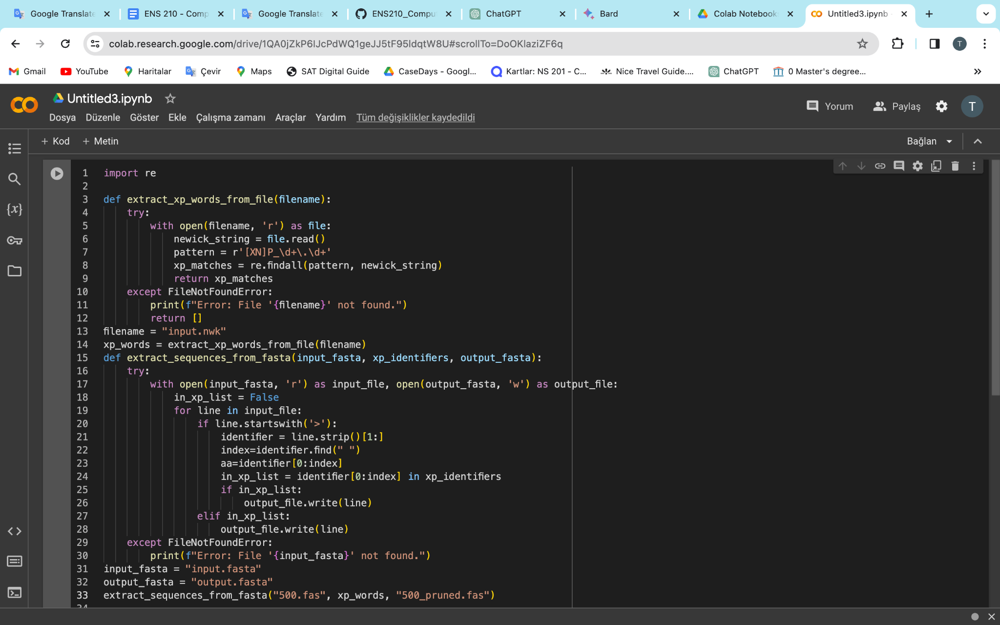 Google Translate
ENS 210 - Comp
Google Translate
ENS210_Compu
ChatGPT
Bard
Colab Notebook
Untitled3.ipynb
colab.research.google.com/drive/1QA0jZkP6IJcPdWQ1geJJ5tF95IdqtW8U#scrollTo=DoOKlaziZF6q
T
Gmail
YouTube
Haritalar
Çevir
Maps
SAT Digital Guide
CaseDays - Googl...
Kartlar: NS 201 - C...
Nice Travel Guide....
ChatGPT
0 Master's degree...
Untitled3.ipynb
Yorum
Paylaş
T
Dosya Düzenle Göster Ekle Çalışma zamanı Araçlar Yardım Tüm değişiklikler kaydedildi
+ Kod + Metin
Bağlan
{x}
1 import re
2
3 def extract_xp_words_from_file(filename):
4     try:
5         with open(filename, 'r') as file:
6             newick_string = file.read()
7             pattern = r'[XN]P_\d+\.\d+'
8             xp_matches = re.findall(pattern, newick_string)
9             return xp_matches
10     except FileNotFoundError:
11         print(f"Error: File '{filename}' not found.")
12         return []
13 filename = "input.nwk"
14 xp_words = extract_xp_words_from_file(filename)
15 def extract_sequences_from_fasta(input_fasta, xp_identifiers, output_fasta):
16     try:
17         with open(input_fasta, 'r') as input_file, open(output_fasta, 'w') as output_file:
18             in_xp_list = False
19             for line in input_file:
20                 if line.startswith('>'):
21                     identifier = line.strip()[1:]
22                     index=identifier.find(" ")
23                     aa=identifier[0:index]
24                     in_xp_list = identifier[0:index] in xp_identifiers
25                     if in_xp_list:
26                         output_file.write(line)
27                 elif in_xp_list:
28                     output_file.write(line)
29     except FileNotFoundError:
30         print(f"Error: File '{input_fasta}' not found.")
31 input_fasta = "input.fasta"
32 output_fasta = "output.fasta"
33 extract_sequences_from_fasta("500.fas", xp_words, "500_pruned.fas")
34